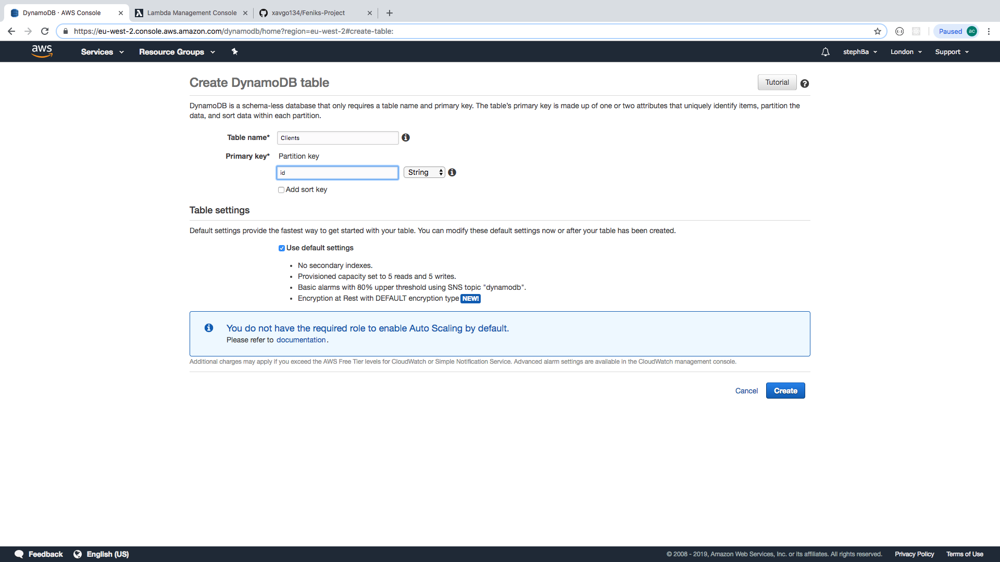 DynamoDB · AWS Console
Lambda Management Console
xavgo134/Feniks-Project
https://eu-west-2.console.aws.amazon.com/dynamodb/home?region=eu-west-2#create-table:
Paused
ac
aws
Services
Resource Groups
stephBa
London
Support
Create DynamoDB table
Tutorial
DynamoDB is a schema-less database that only requires a table name and primary key. The table's primary key is made up of one or two attributes that uniquely identify items, partition the
data, and sort data within each partition.
Table name*
Clients
Primary key*
Partition key
id
String
Add sort key
Table settings
Default settings provide the fastest way to get started with your table. You can modify these default settings now or after your table has been created.
Use default settings
• No secondary indexes.
• Provisioned capacity set to 5 reads and 5 writes.
• Basic alarms with 80% upper threshold using SNS topic "dynamodb".
• Encryption at Rest with DEFAULT encryption type NEW!
You do not have the required role to enable Auto Scaling by default.
Please refer to documentation.
Additional charges may apply if you exceed the AWS Free Tier levels for CloudWatch or Simple Notification Service. Advanced alarm settings are available in the CloudWatch management console.
Cancel
Create
Feedback
English (US)
© 2008 - 2019, Amazon Web Services, Inc. or its affiliates. All rights reserved.
Privacy Policy
Terms of Use